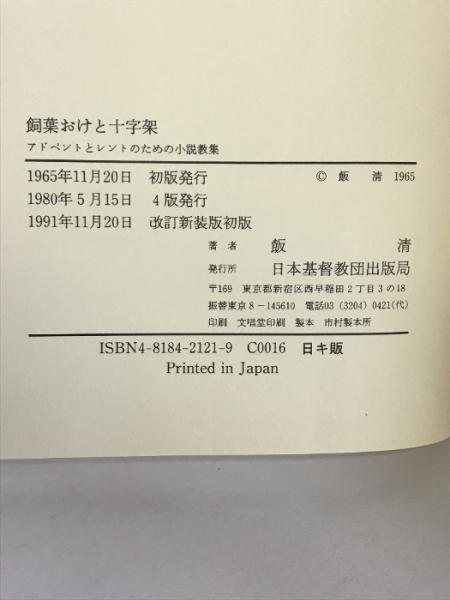 飼葉おけと十字架
アドベントとレントのための小説教集
1965年11月20日 初版発行 © 飯 清 1965
1980年5月15日 4版発行
1991年11月20日 改訂新装版初版
著者 飯 清
発行所 日本基督教団出版局
〒169 東京都新宿区西早稲田2丁目3の18
振替東京8-145610 電話03(3204)0421(代)
印刷 文唱堂印刷 製本 市村製本所
ISBN4-8184-2121-9 C0016 日キ販
Printed in Japan